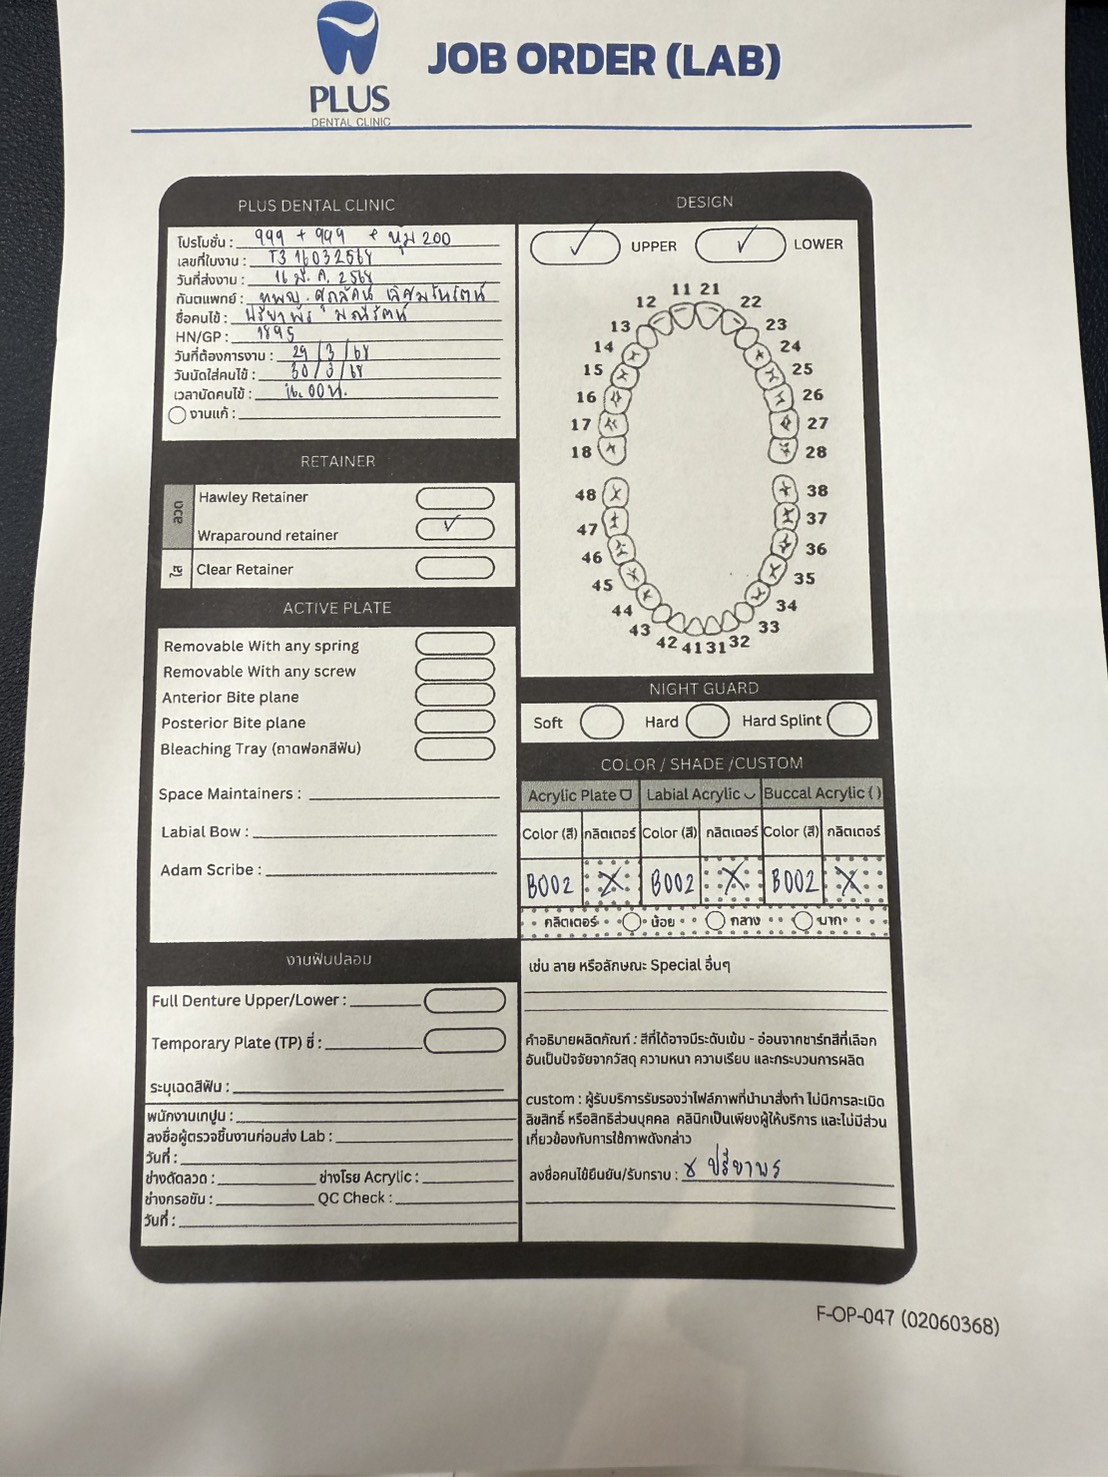 PLUS
DENTAL CLINIC
JOB ORDER (LAB)
PLUS DENTAL CLINIC
โปรโมชั่น : 999 + 999 + หุ้ม 200
เลขที่ใบงาน : T3 16032568
วันที่ส่งงาน : 16 มี.ค. 2568
ทันตแพทย์ : ทพญ.
ชื่อคนไข้ : ปรียาพร มณีรัตน์
HN/GP : 1895
วันที่ต้องการงาน : 29 / 3 / 68
วันนัดใส่คนไข้ : 30 / 3 / 68
เวลานัดคนไข้ : 16.00 น.
งานแก้ :
RETAINER
ลวด
Hawley Retainer
Wraparound retainer ✓
ใส
Clear Retainer
ACTIVE PLATE
Removable With any spring
Removable With any screw
Anterior Bite plane
Posterior Bite plane
Bleaching Tray (ถาดฟอกสีฟัน)
Space Maintainers :
Labial Bow :
Adam Scribe :
งานฟันปลอม
Full Denture Upper/Lower :
Temporary Plate (TP) ซี่ :
ระบุเฉดสีฟัน :
พนักงานเทปูน :
ลงชื่อผู้ตรวจชิ้นงานก่อนส่ง Lab :
วันที่ :
ช่างดัดลวด : ช่างโรย Acrylic :
ช่างกรอขัน : QC Check :
วันที่ :
DESIGN
✓ UPPER ✓ LOWER
11 21
12 22
13 23
14 24
15 25
16 26
17 27
18 28
48 38
47 37
46 36
45 35
44 34
43 33
42 41 31 32
NIGHT GUARD
Soft Hard Hard Splint
COLOR / SHADE /CUSTOM
Acrylic Plate Labial Acrylic Buccal Acrylic ( )
Color (สี) กลิตเตอร์ Color (สี) กลิตเตอร์ Color (สี) กลิตเตอร์
B002 X B002 X B002 X
กลิตเตอร์ น้อย กลาง มาก
เช่น ลาย หรือลักษณะ Special อื่นๆ
คำอธิบายผลิตภัณฑ์ : สีที่ได้อาจมีระดับเข้ม - อ่อนจากชาร์ทสีที่เลือก
อันเป็นปัจจัยจากวัสดุ ความหนา ความเรียบ และกระบวนการผลิต
custom : ผู้รับบริการรับรองว่าไฟล์ภาพที่นำมาสั่งทำ ไม่มีการละเมิด
ลิขสิทธิ์ หรือสิทธิส่วนบุคคล คลินิกเป็นเพียงผู้ให้บริการ และไม่มีส่วน
เกี่ยวข้องกับการใช้ภาพดังกล่าว
ลงชื่อคนไข้ยืนยัน/รับทราบ : x ปรียาพร
F-OP-047 (02060368)